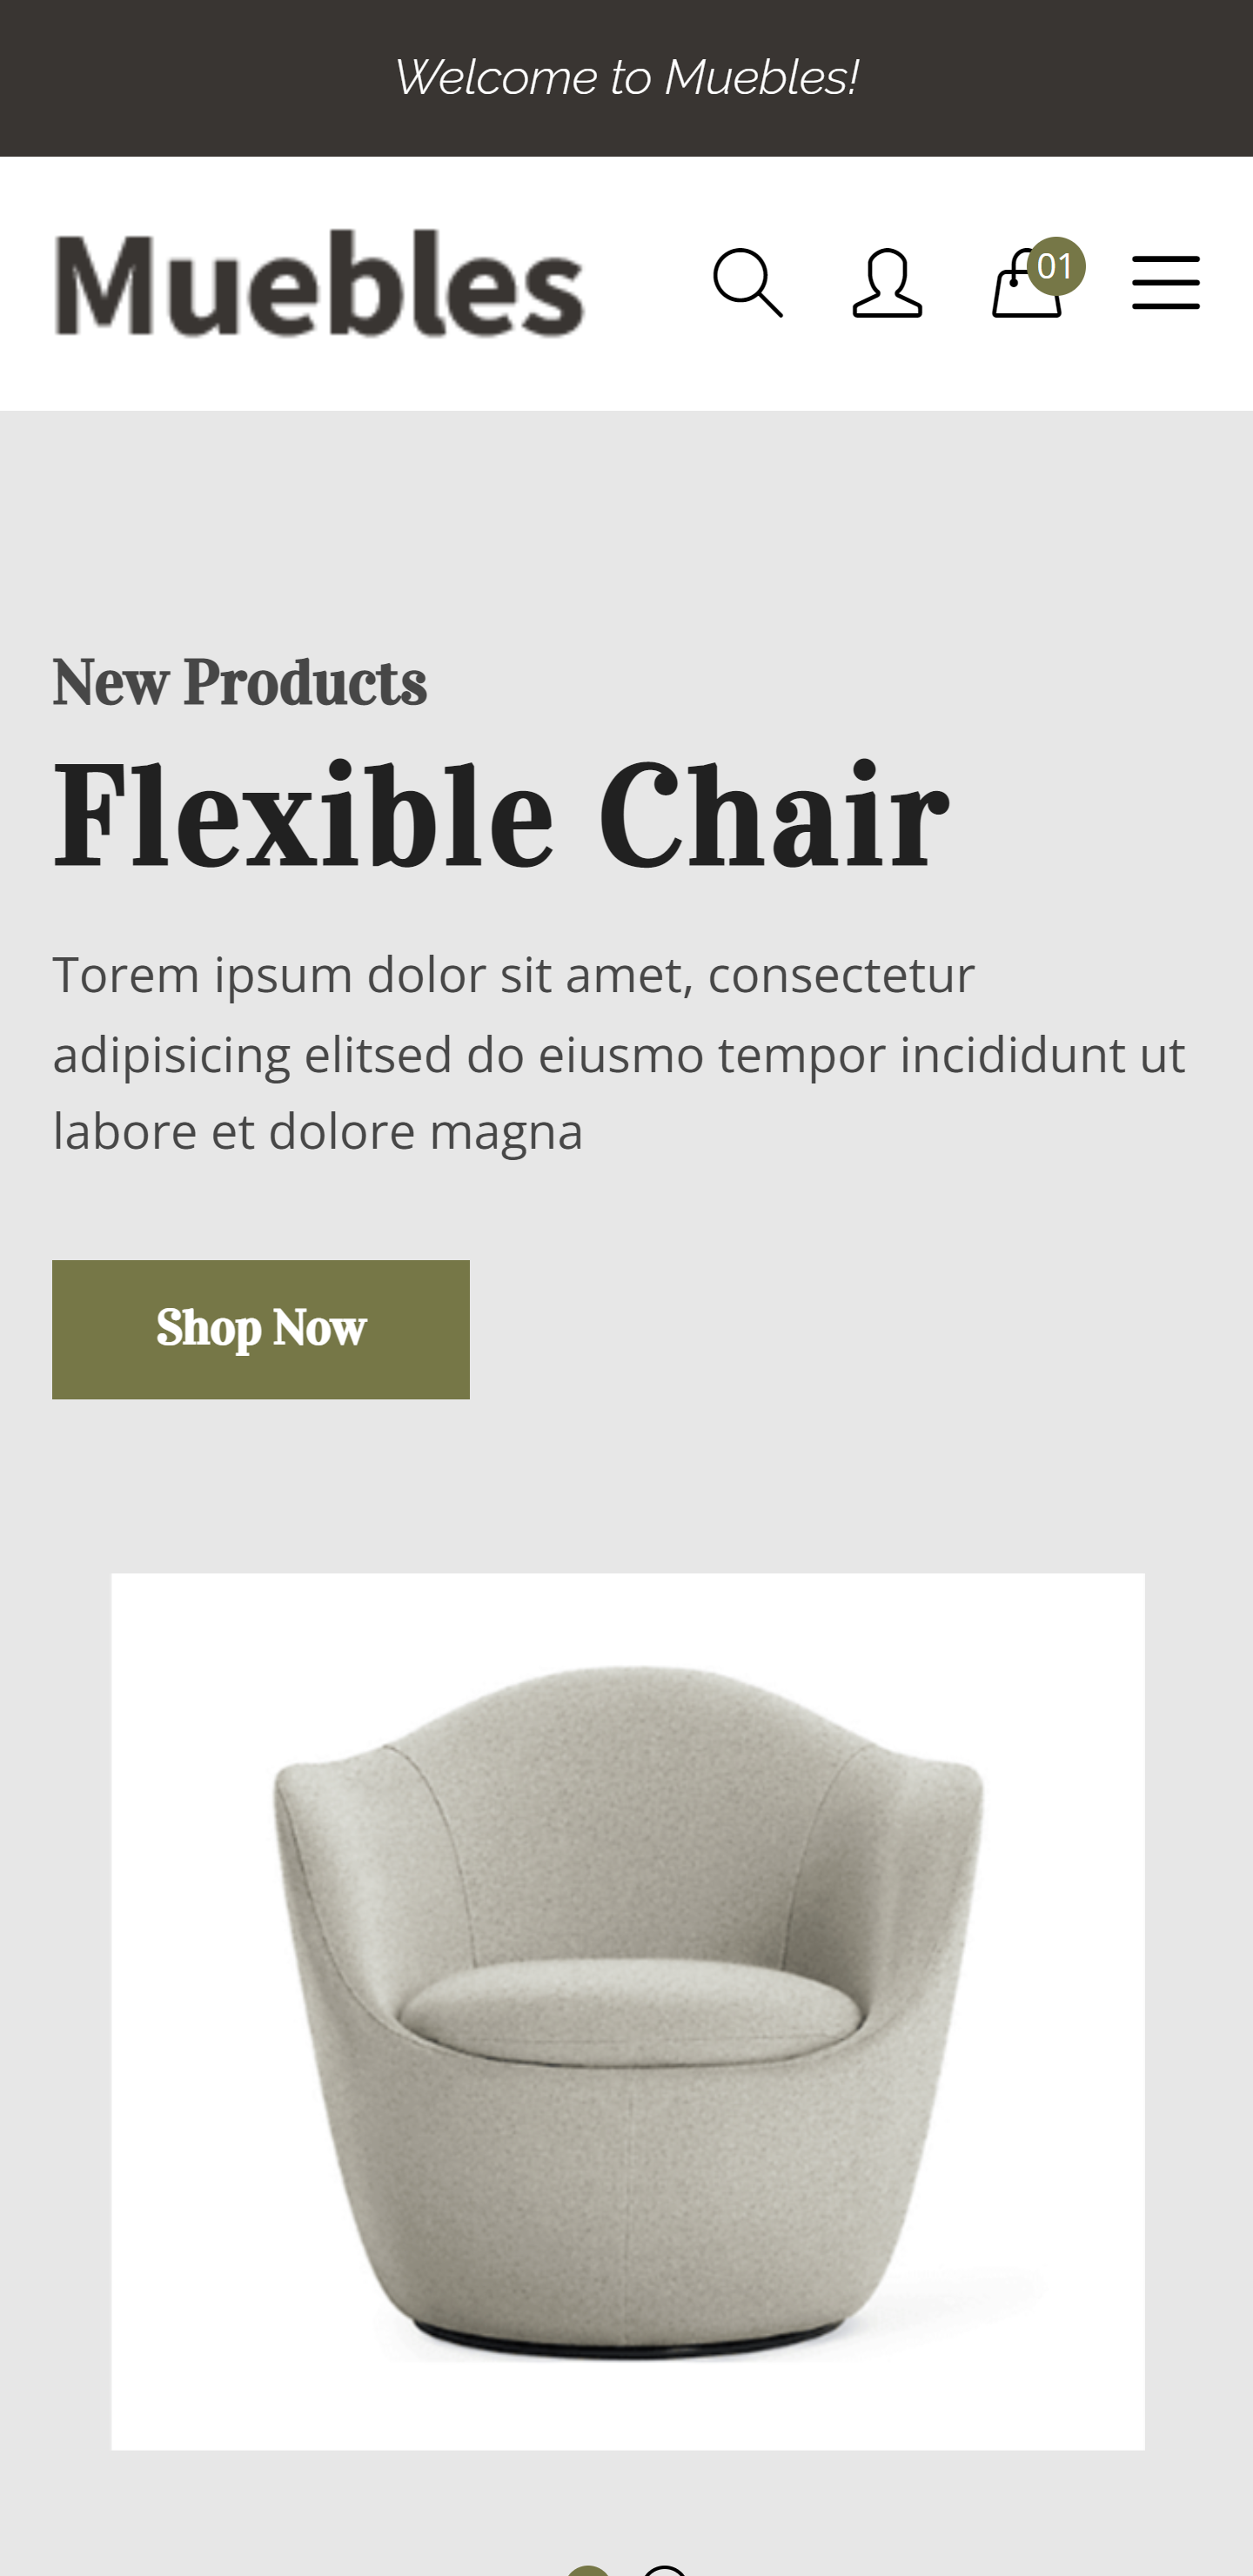 Welcome to Muebles!
Muebles
01
New Products
Flexible Chair
Torem ipsum dolor sit amet, consectetur
adipisicing elitsed do eiusmo tempor incididunt ut
labore et dolore magna
Shop Now